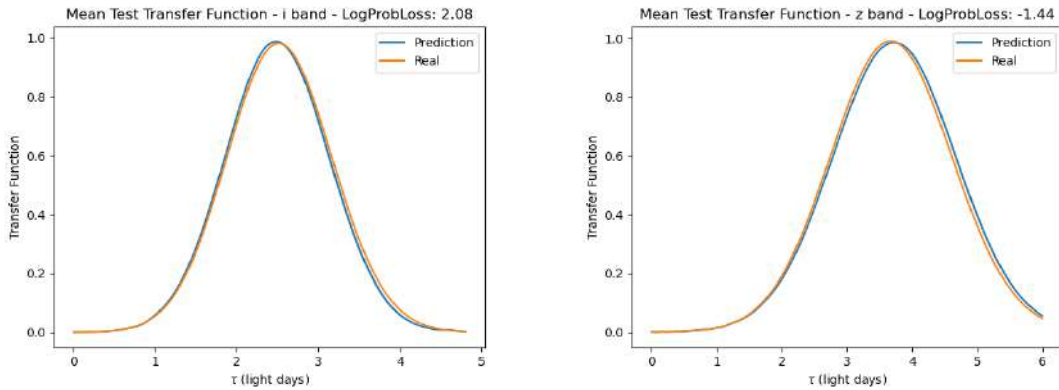 Mean Test Transfer Function - i band - LogProbLoss: 2.08
Transfer Function
1.0
0.8
0.6
0.4
0.2
0.0
Prediction
Real
0 1 2 3 4 5
τ (light days)
Mean Test Transfer Function - z band - LogProbLoss: -1.44
Transfer Function
1.0
0.8
0.6
0.4
0.2
0.0
Prediction
Real
0 1 2 3 4 5 6
τ (light days)